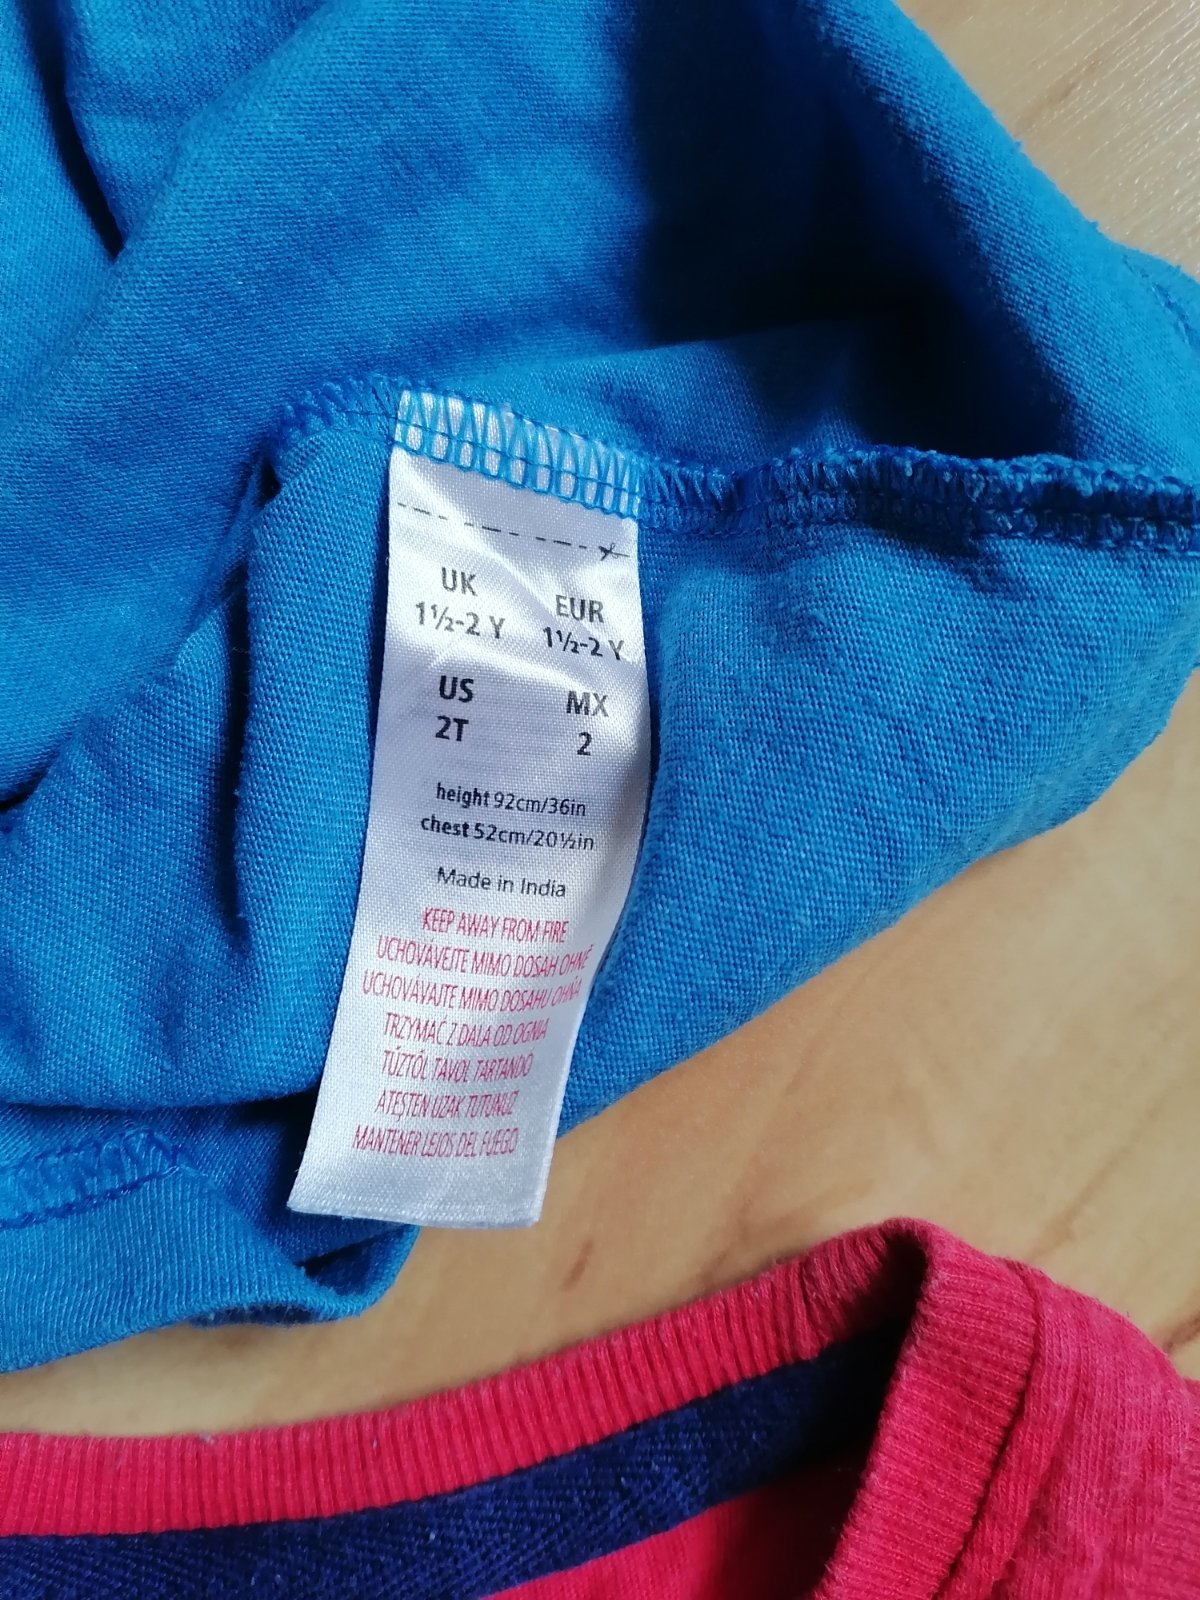 UK EUR
1½-2 Y 1½-2 Y
US MX
2T 2
height 92cm/36in
chest 52cm/20½in
Made in India
KEEP AWAY FROM FIRE
UCHOVÁVEJTE MIMO DOSAH OHNĚ
UCHOVÁVAJTE MIMO DOSAHU OHŇA
TRZYMAĆ Z DALA OD OGNIA
TŰZTŐL TÁVOL TARTANDÓ
ATEŞTEN UZAK TUTUNUZ
MANTENER LEJOS DEL FUEGO